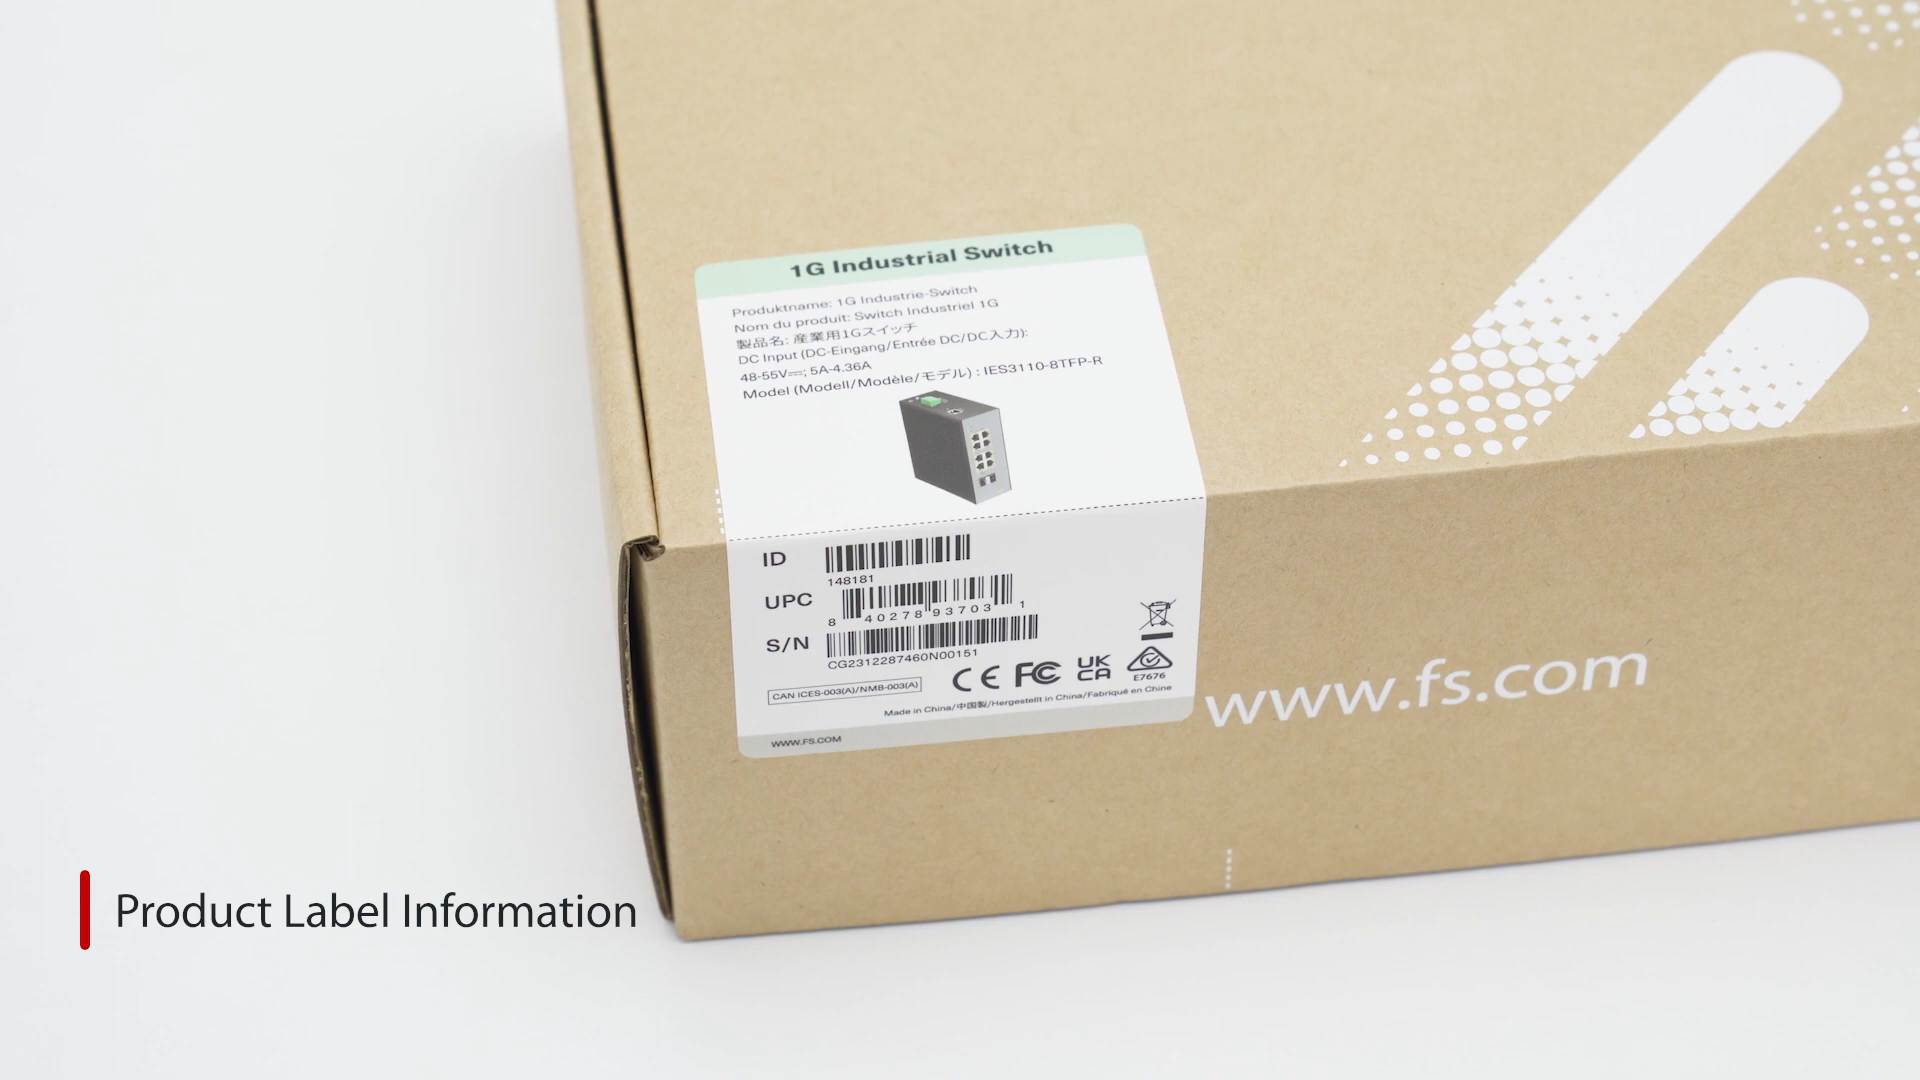 1G Industrial Switch
Produktname: 1G Industrie-Switch
Nom du produit: Switch Industriel 1G
製品名: 産業用1Gスイッチ
DC Input (DC-Eingang/Entrée DC/DC入力):
48-55V⎓; 5A-4.36A
Model (Modell/Modèle/モデル) : IES3110-8TFP-R
ID
148181
UPC
8 40278 93703 1
S/N
CG2312287460N00151
CAN ICES-003(A)/NMB-003(A)
CE FC UK CA
E7676
Made in China/中国製/Hergestellt in China/Fabriqué en Chine
WWW.FS.COM
www.fs.com
Product Label Information